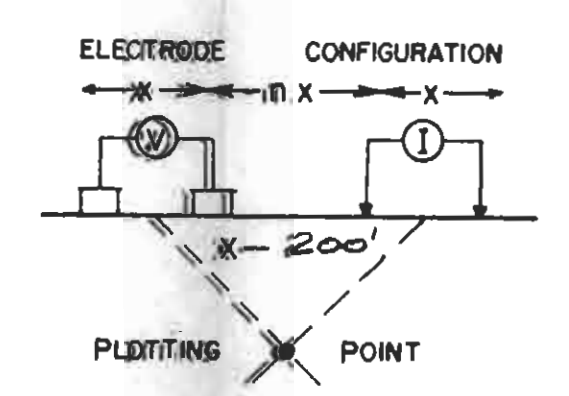 ELECTRODE CONFIGURATION
x n x x
V I
x - 200'
PLOTTING POINT